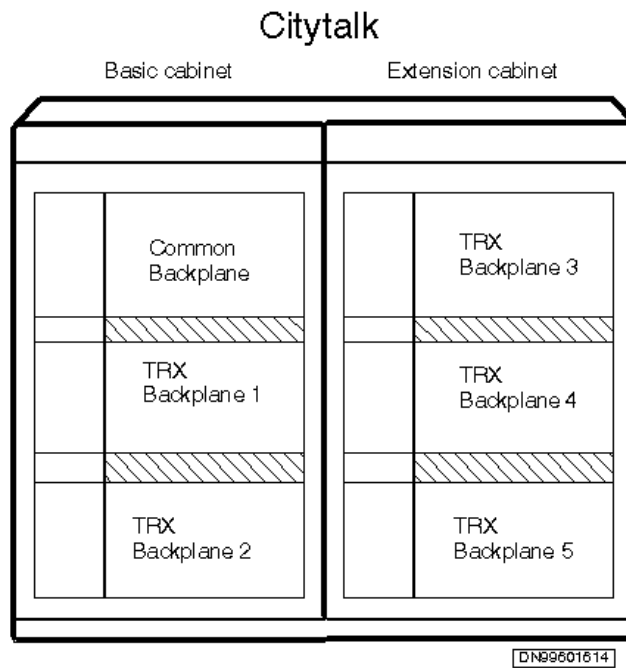 Citytalk
Basic cabinet
Extension cabinet
Common
Backplane
TRX
Backplane 1
TRX
Backplane 2
TRX
Backplane 3
TRX
Backplane 4
TRX
Backplane 5
DN99601614